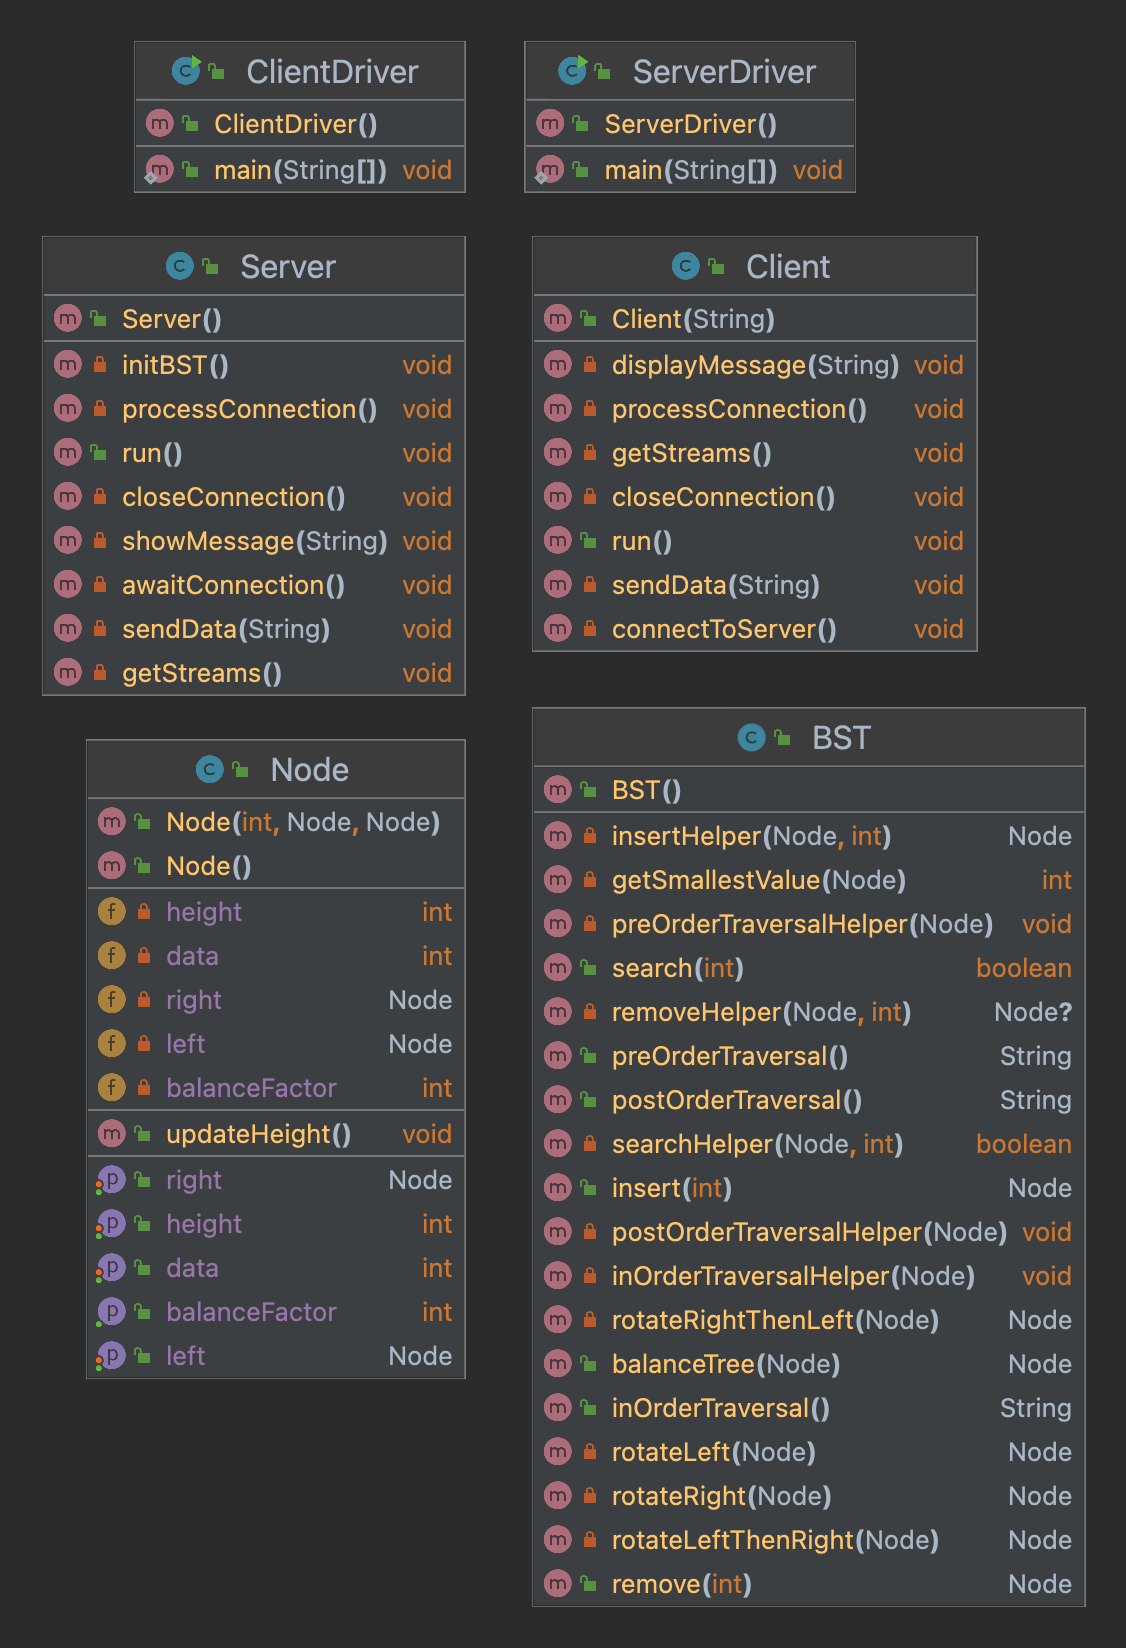 ClientDriver
ClientDriver()
main(String[]) void
ServerDriver
ServerDriver()
main(String[]) void
Server
Server()
initBST() void
processConnection() void
run() void
closeConnection() void
showMessage(String) void
awaitConnection() void
sendData(String) void
getStreams() void
Client
Client(String)
displayMessage(String) void
processConnection() void
getStreams() void
closeConnection() void
run() void
sendData(String) void
connectToServer() void
Node
Node(int, Node, Node)
Node()
height int
data int
right Node
left Node
balanceFactor int
updateHeight() void
right Node
height int
data int
balanceFactor int
left Node
BST
BST()
insertHelper(Node, int) Node
getSmallestValue(Node) int
preOrderTraversalHelper(Node) void
search(int) boolean
removeHelper(Node, int) Node?
preOrderTraversal() String
postOrderTraversal() String
searchHelper(Node, int) boolean
insert(int) Node
postOrderTraversalHelper(Node) void
inOrderTraversalHelper(Node) void
rotateRightThenLeft(Node) Node
balanceTree(Node) Node
inOrderTraversal() String
rotateLeft(Node) Node
rotateRight(Node) Node
rotateLeftThenRight(Node) Node
remove(int) Node